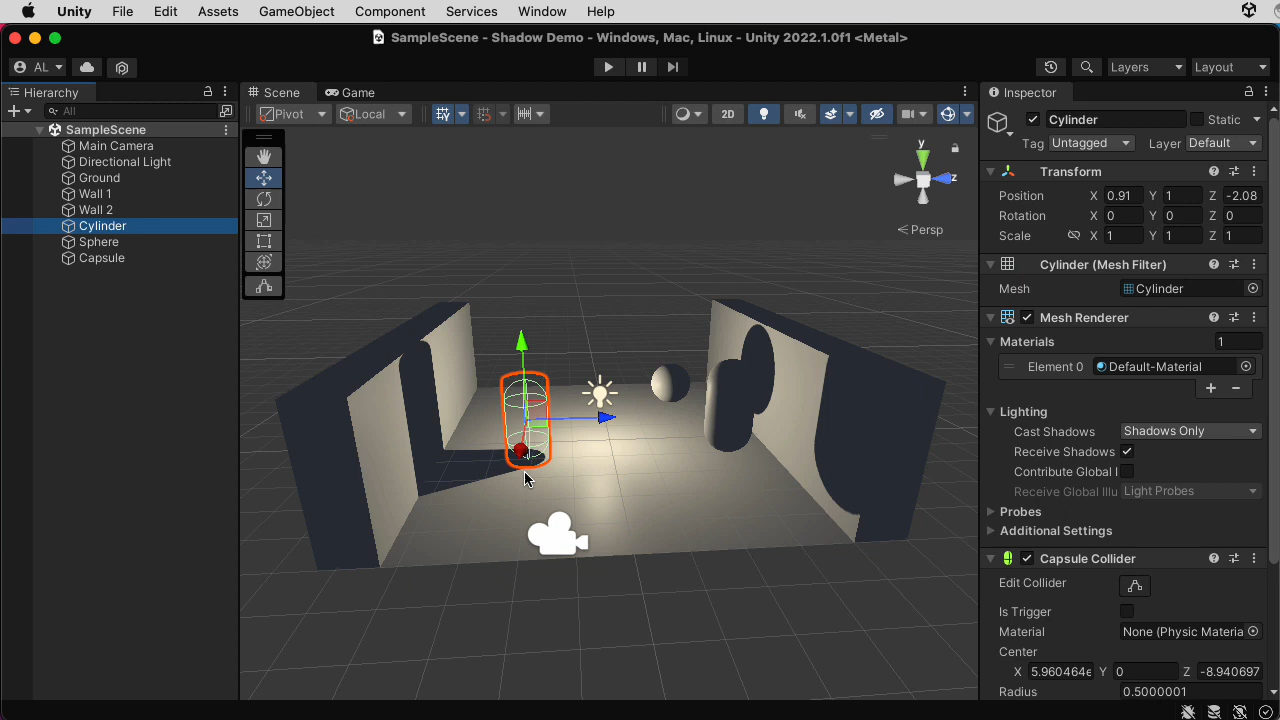 Unity File Edit Assets GameObject Component Services Window Help
SampleScene - Shadow Demo - Windows, Mac, Linux - Unity 2022.1.0f1 <Metal>
AL Layers Layout
Hierarchy
All
SampleScene
Main Camera
Directional Light
Ground
Wall 1
Wall 2
Cylinder
Sphere
Capsule
Scene Game
Pivot Local 2D
y
z
Persp
Inspector
Cylinder Static
Tag Untagged Layer Default
Transform
Position X 0.91 Y 1 Z -2.08
Rotation X 0 Y 0 Z 0
Scale X 1 Y 1 Z 1
Cylinder (Mesh Filter)
Mesh Cylinder
Mesh Renderer
Materials 1
Element 0 Default-Material
Lighting
Cast Shadows Shadows Only
Receive Shadows
Contribute Global I
Receive Global Illu Light Probes
Probes
Additional Settings
Capsule Collider
Edit Collider
Is Trigger
Material None (Physic Materia
Center
X 5.960464e Y 0 Z -8.940697
Radius 0.5000001